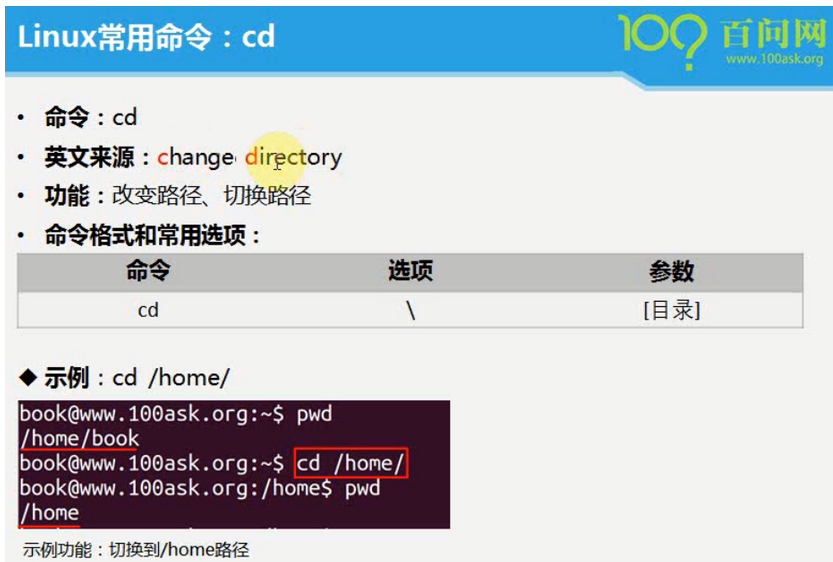 Linux常用命令：cd
100? 百问网
www.100ask.org
• 命令：cd
• 英文来源：change directory
• 功能：改变路径、切换路径
• 命令格式和常用选项：
命令 选项 参数
cd \ [目录]
◆ 示例：cd /home/
book@www.100ask.org:~$ pwd
/home/book
book@www.100ask.org:~$ cd /home/
book@www.100ask.org:/home$ pwd
/home
示例功能：切换到/home路径